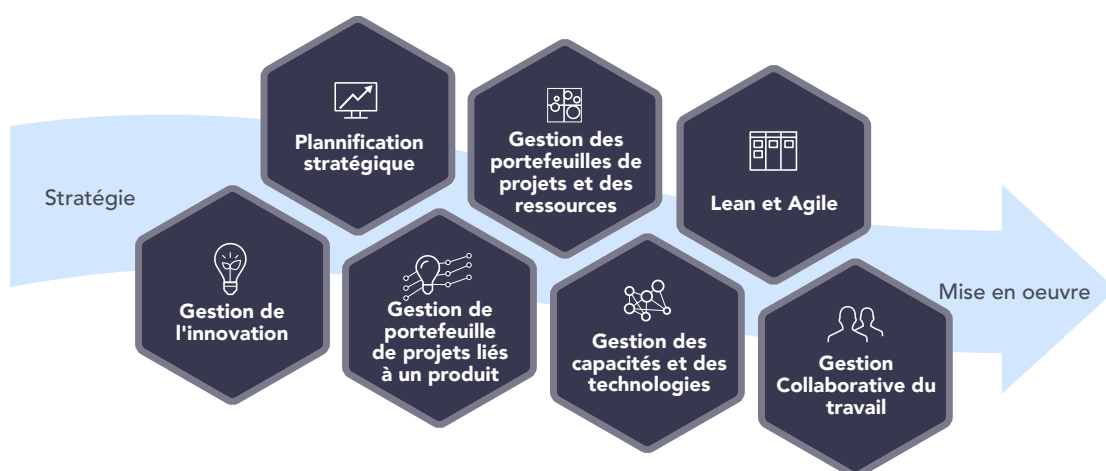 Stratégie
Plannification
stratégique
Gestion des
portefeuilles de
projets et des
ressources
Lean et Agile
Gestion de
l'innovation
Gestion de
portefeuille
de projets liés
à un produit
Gestion des
capacités et des
technologies
Gestion
Collaborative du
travail
Mise en oeuvre